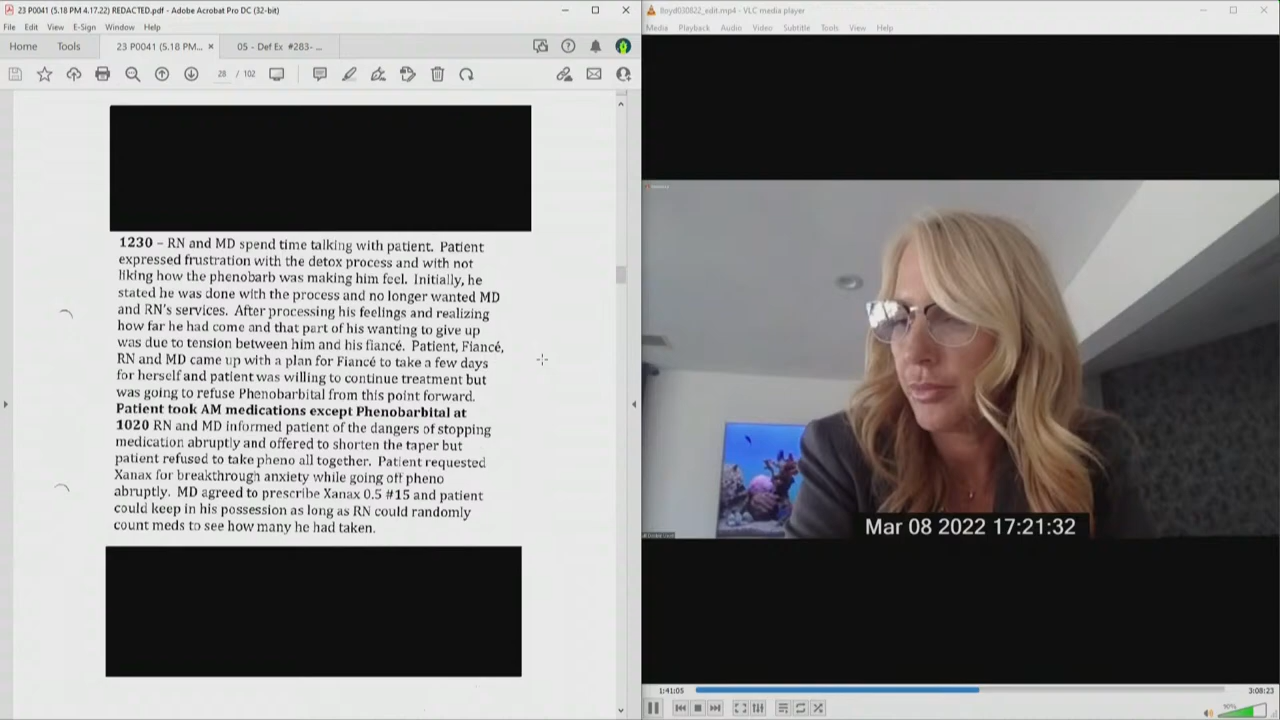 23 P0041 (5.18 PM 4.17.22) REDACTED.pdf - Adobe Acrobat Pro DC (32-bit)
File Edit View E-Sign Window Help
Home Tools 23 P0041 (5.18 PM... × 05 - Def Ex #283- ...
28 / 102
1230 – RN and MD spend time talking with patient. Patient
expressed frustration with the detox process and with not
liking how the phenobarb was making him feel. Initially, he
stated he was done with the process and no longer wanted MD
and RN's services. After processing his feelings and realizing
how far he had come and that part of his wanting to give up
was due to tension between him and his fiancé. Patient, Fiancé,
RN and MD came up with a plan for Fiancé to take a few days
for herself and patient was willing to continue treatment but
was going to refuse Phenobarbital from this point forward.
Patient took AM medications except Phenobarbital at
1020 RN and MD informed patient of the dangers of stopping
medication abruptly and offered to shorten the taper but
patient refused to take pheno all together. Patient requested
Xanax for breakthrough anxiety while going off pheno
abruptly. MD agreed to prescribe Xanax 0.5 #15 and patient
could keep in his possession as long as RN could randomly
count meds to see how many he had taken.
lloyd030822_edit.mp4 - VLC media player
Media Playback Audio Video Subtitle Tools View Help
Mar 08 2022 17:21:32
1:41:05 3:08:23
90%